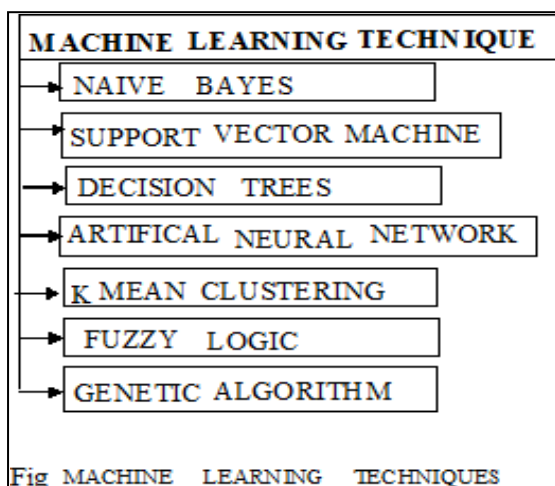 MACHINE LEARNING TECHNIQUE
NAIVE BAYES
SUPPORT VECTOR MACHINE
DECISION TREES
ARTIFICAL NEURAL NETWORK
K MEAN CLUSTERING
FUZZY LOGIC
GENETIC ALGORITHM
Fig MACHINE LEARNING TECHNIQUES